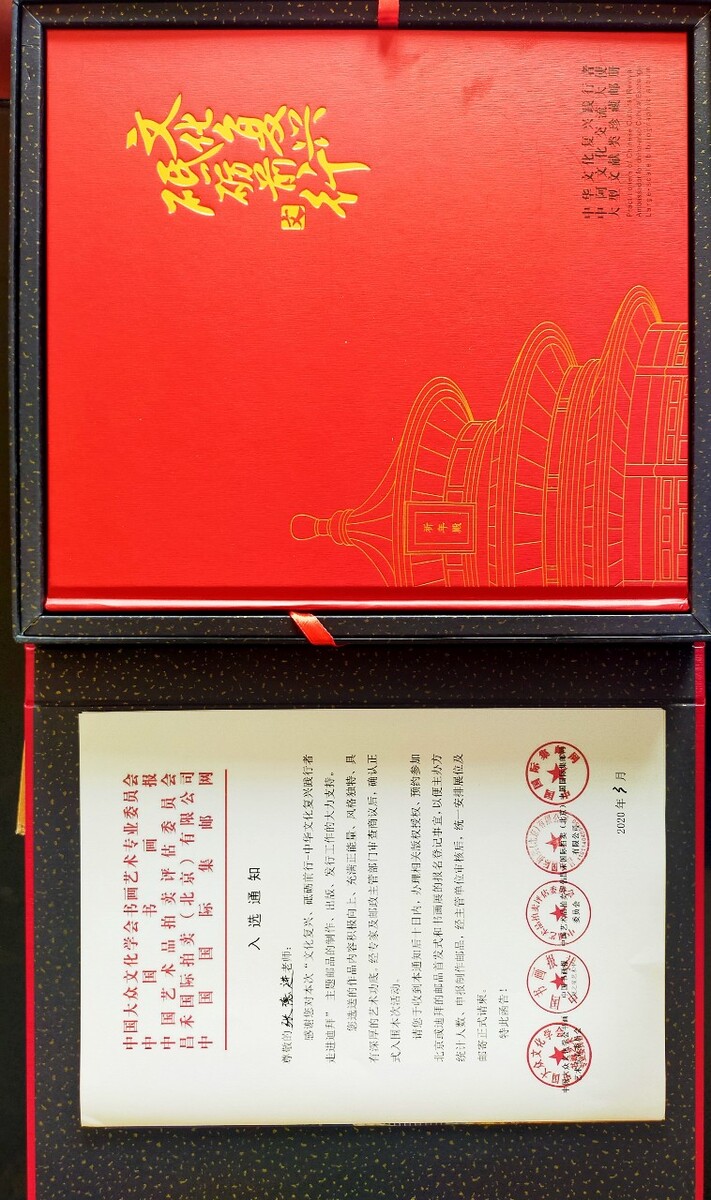 文化复兴
砥砺前行
中华文化复兴践行者
中阿文化交流大使
大型文献类珍藏邮册
祈年殿
中国大众文化学会书画艺术专业委员会
中国书画报
中国艺术品拍卖评估委员会
昌禾国际拍卖（北京）有限公司
中国国际集邮网
入选通知
尊敬的张德进老师：
感谢您对本次“文化复兴、砥砺前行-中华文化复兴践行者
走进迪拜”主题邮品的制作、出版、发行工作的大力支持。
您选送的作品内容积极向上、充满正能量、风格独特、具
有深厚的艺术功底。经专家及邮政主管部门审查商议后，确认正
式入围本次活动。
请您于收到本通知后十日内，办理相关版权授权、预约参加
北京或迪拜的邮品首发式和书画展的报名登记事宜，以便主办方
统计人数、申报制作邮品，经主管单位审核后，统一安排展位及
邮寄正式请柬。
特此函告！
2020年3月